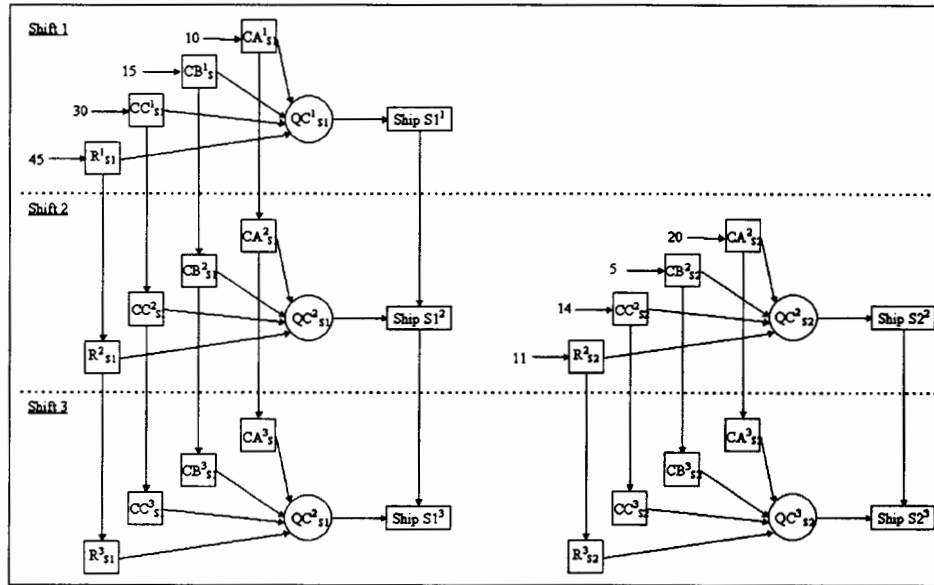 Shift 1
10 CA¹S1
15 CB¹S
30 CC¹S1
QC¹S1 Ship S1¹
45 R¹S1
Shift 2
CA²S 20 CA²S2
CB²S1 5 CB²S2
CC²S QC²S1 Ship S1² 14 CC²S2 QC²S2 Ship S2²
R²S1 11 R²S2
Shift 3
CA³S CA³S2
CB³S1 CB³S2
CC³S QC²S1 Ship S1³ CC³S2 QC³S2 Ship S2³
R³S1 R³S2